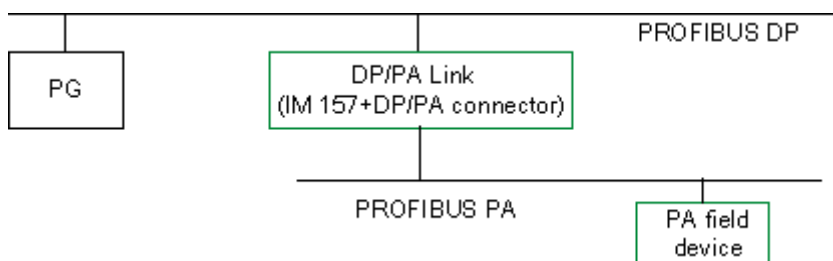 PROFIBUS DP
PG
DP/PA Link
(IM 157+DP/PA connector)
PROFIBUS PA
PA field
device